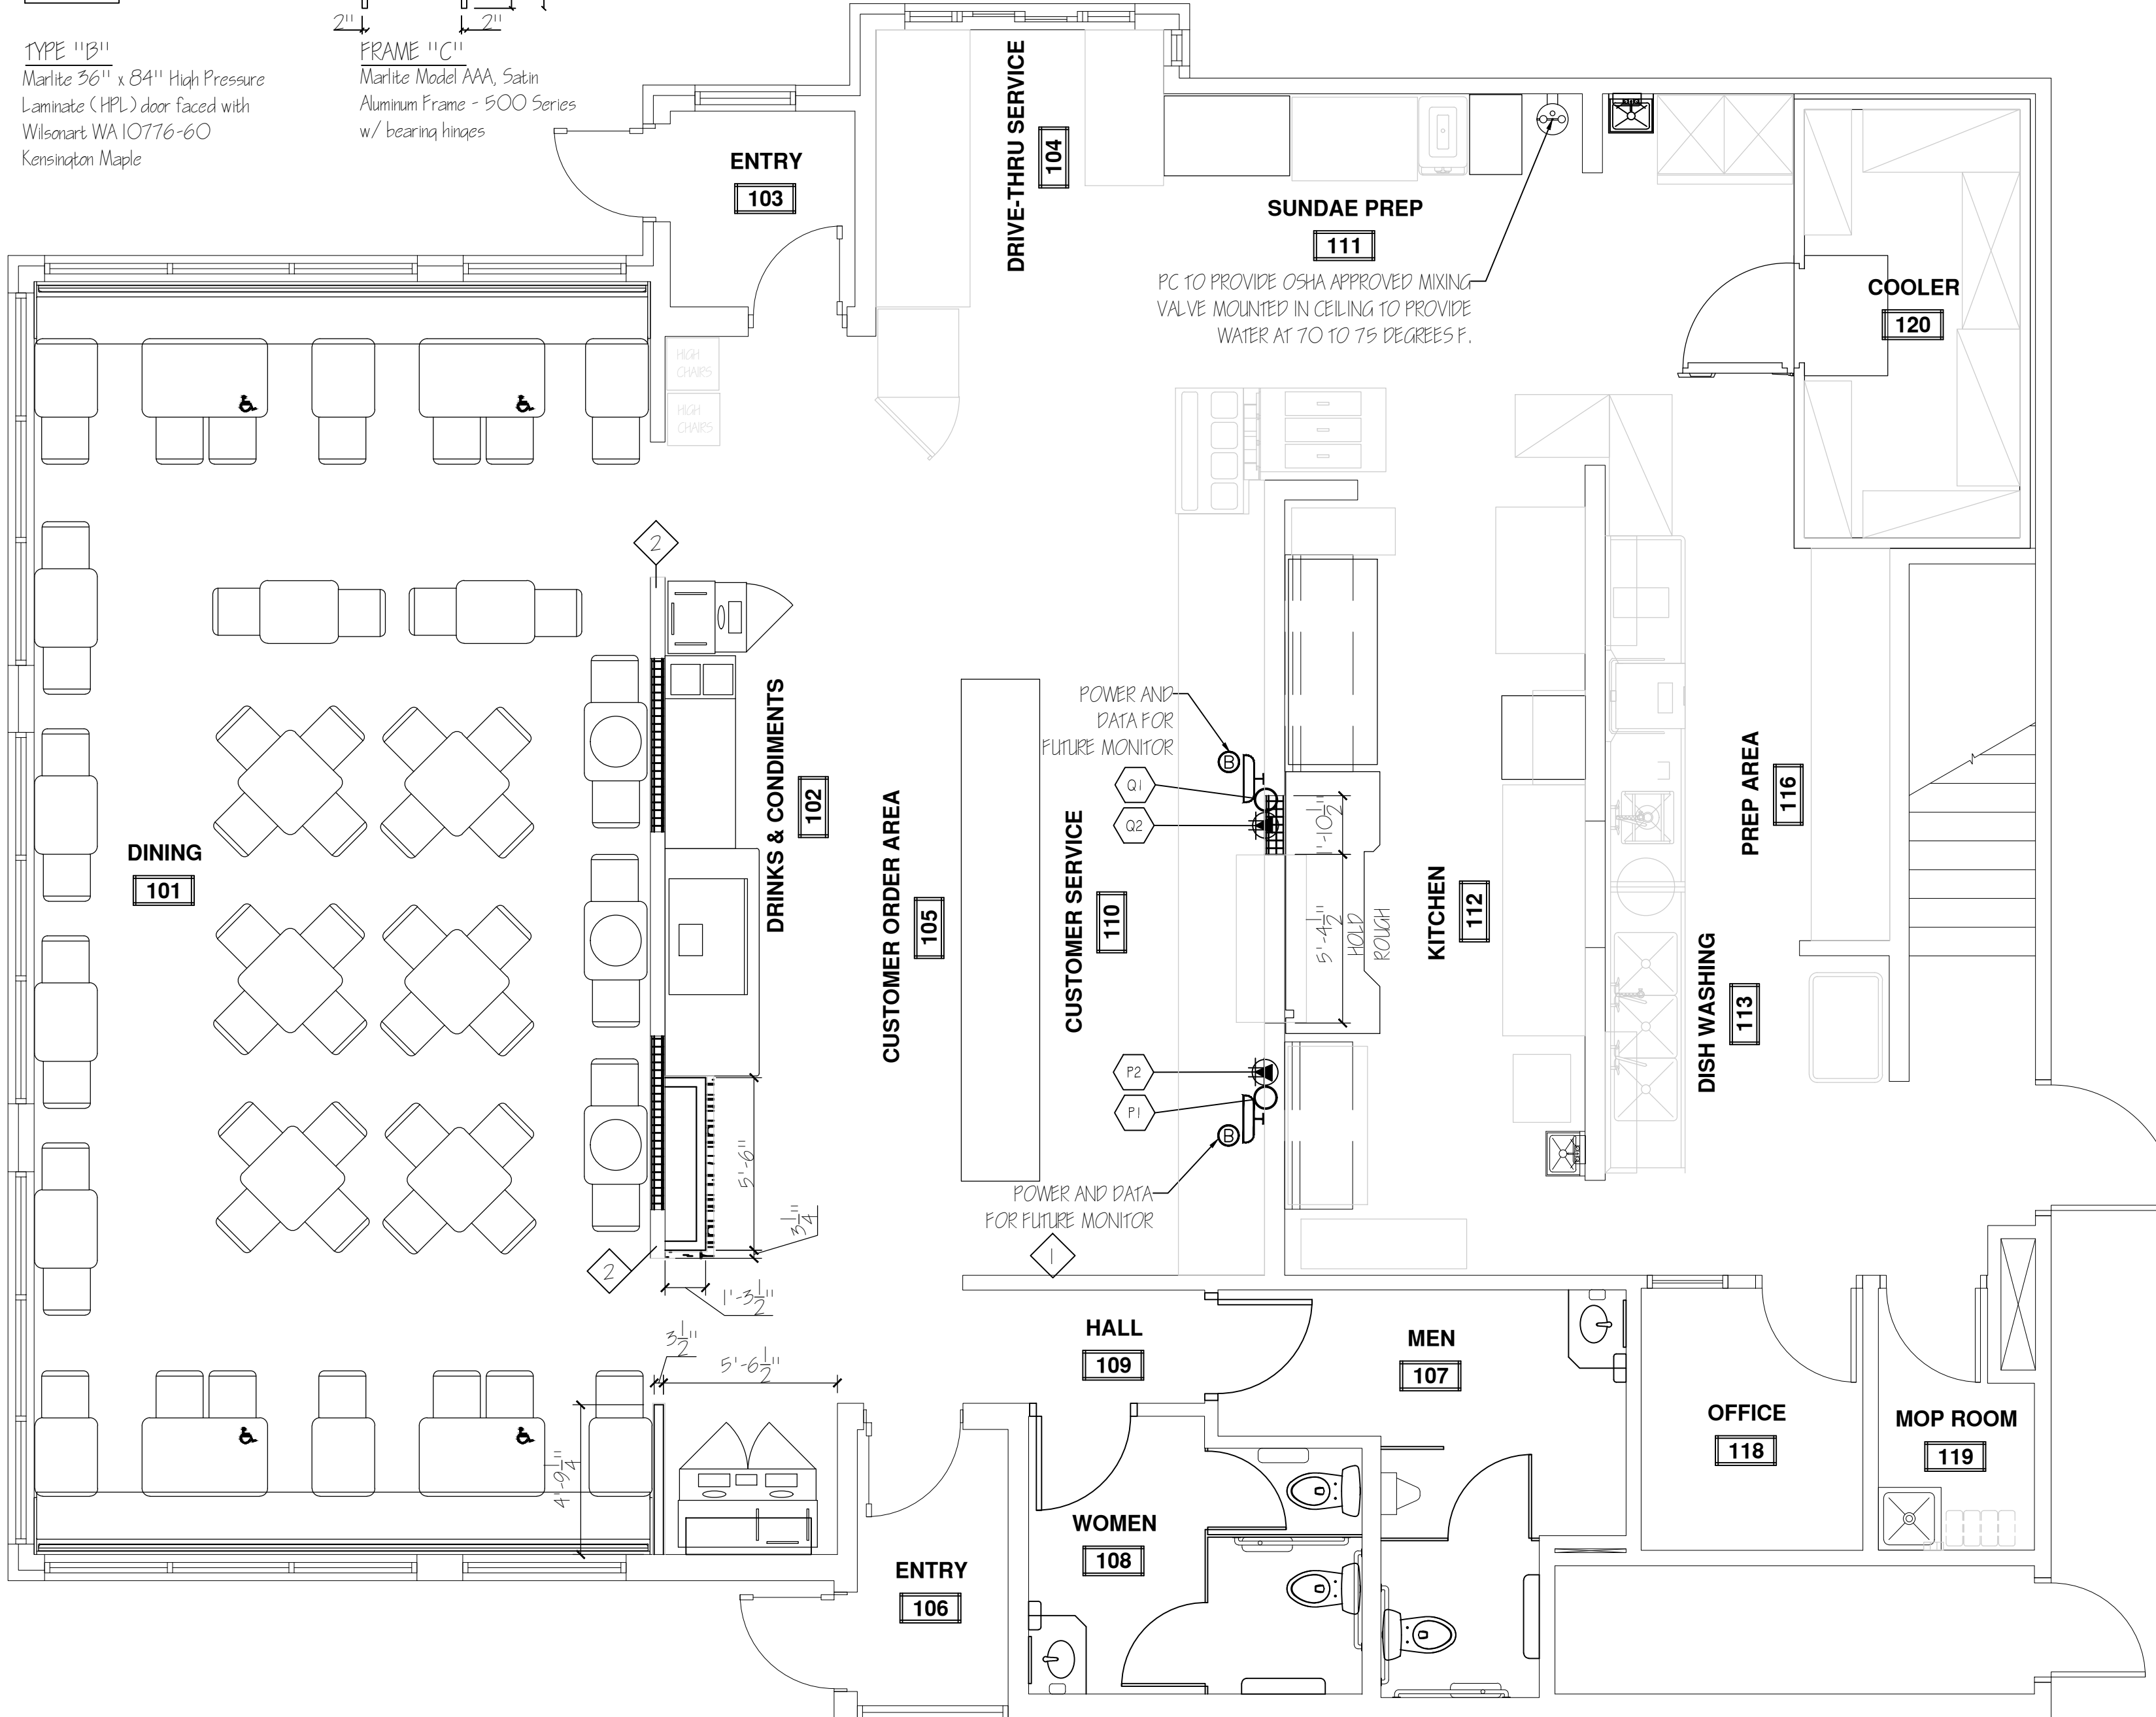 2" 2"
TYPE "B"
Marlite 36" x 84" High Pressure
Laminate (HPL) door faced with
Wilsonart WA 10776-60
Kensington Maple
FRAME "C"
Marlite Model AAA, Satin
Aluminum Frame - 500 Series
w/ bearing hinges
ENTRY
103
DRIVE-THRU SERVICE
104
SUNDAE PREP
111
PC TO PROVIDE OSHA APPROVED MIXING
VALVE MOUNTED IN CEILING TO PROVIDE
WATER AT 70 TO 75 DEGREES F.
COOLER
120
HIGH
CHAIRS
HIGH
CHAIRS
2
DINING
101
DRINKS & CONDIMENTS
102
CUSTOMER ORDER AREA
105
CUSTOMER SERVICE
110
POWER AND
DATA FOR
FUTURE MONITOR
B
Q1
Q2
1'-10 1/2"
5'-4 1/2"
HOLD
ROUGH
KITCHEN
112
PREP AREA
116
DISH WASHING
113
P2
P1
B
POWER AND DATA
FOR FUTURE MONITOR
1
5'-6"
3 1/4"
2
1'-3 1/2"
3 1/2"
5'-6 1/2"
4'-9 1/4"
HALL
109
MEN
107
OFFICE
118
MOP ROOM
119
WOMEN
108
ENTRY
106